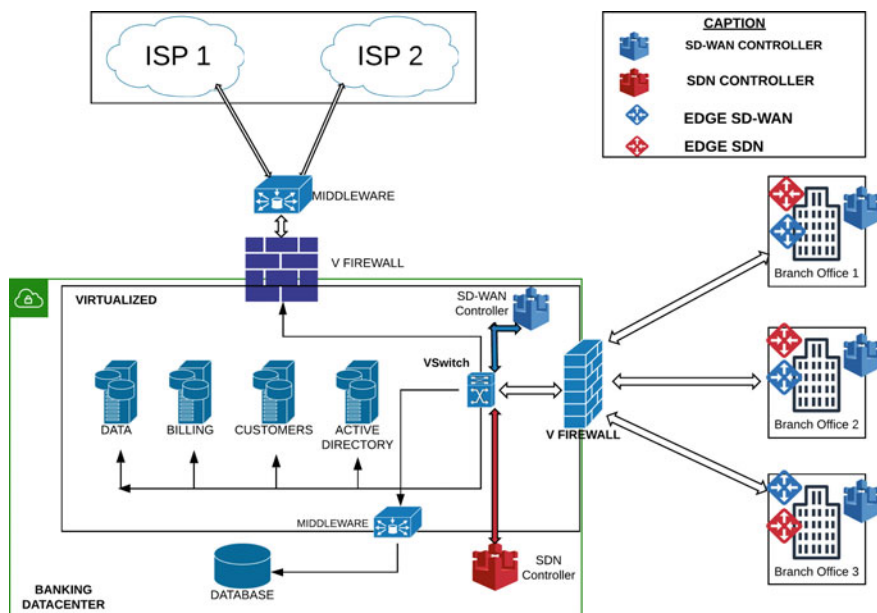 ISP 1
ISP 2
CAPTION
SD-WAN CONTROLLER
SDN CONTROLLER
EDGE SD-WAN
EDGE SDN
MIDDLEWARE
V FIREWALL
VIRTUALIZED
SD-WAN
Controller
VSwitch
DATA
BILLING
CUSTOMERS
ACTIVE
DIRECTORY
V FIREWALL
MIDDLEWARE
SDN
Controller
DATABASE
BANKING
DATACENTER
Branch Office 1
Branch Office 2
Branch Office 3